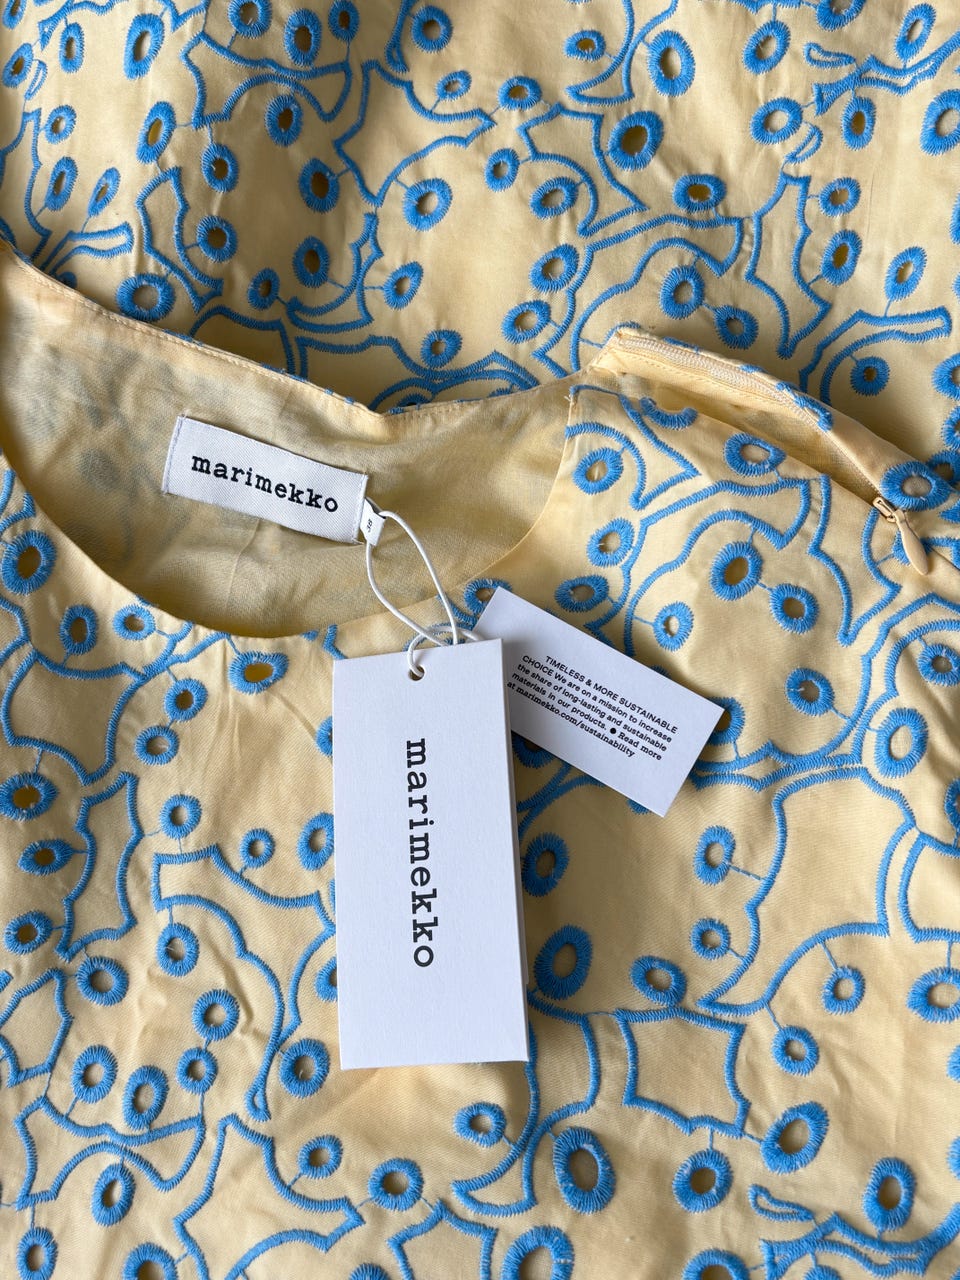 marimekko
38
TIMELESS & MORE SUSTAINABLE
CHOICE We are on a mission to increase
the share of long-lasting and sustainable
materials in our products. ● Read more
at marimekko.com/sustainability
marimekko